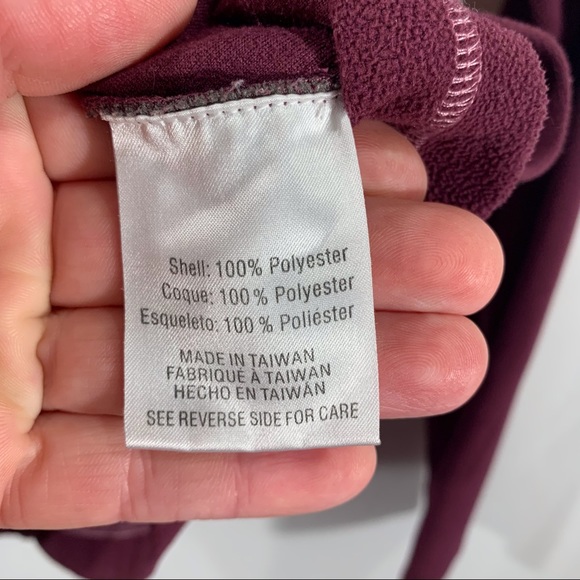 Shell: 100% Polyester
Coque: 100% Polyester
Esqueleto: 100% Poliéster
MADE IN TAIWAN
FABRIQUÉ À TAIWAN
HECHO EN TAIWÁN
SEE REVERSE SIDE FOR CARE